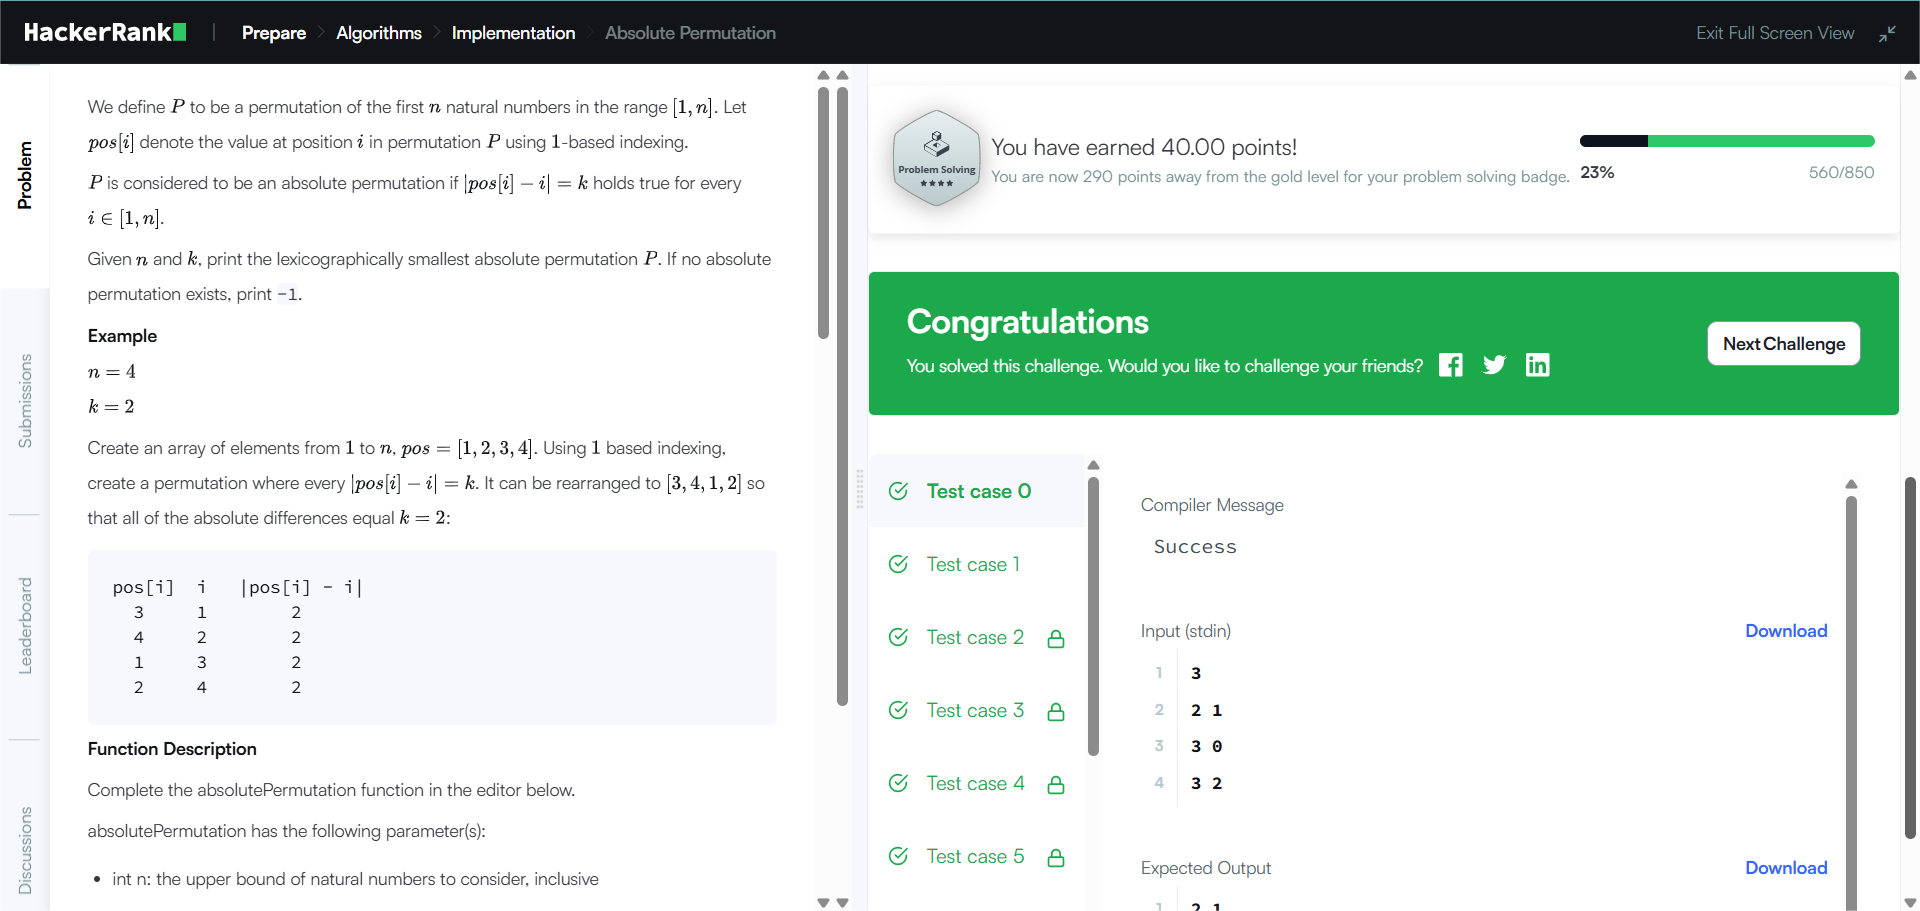 HackerRank | Prepare > Algorithms > Implementation > Absolute Permutation
Exit Full Screen View
Problem
Submissions
Leaderboard
Discussions
We define P to be a permutation of the first n natural numbers in the range [1, n]. Let
pos[i] denote the value at position i in permutation P using 1-based indexing.
P is considered to be an absolute permutation if |pos[i] − i| = k holds true for every
i ∈ [1, n].
Given n and k, print the lexicographically smallest absolute permutation P. If no absolute
permutation exists, print -1.
Example
n = 4
k = 2
Create an array of elements from 1 to n, pos = [1, 2, 3, 4]. Using 1 based indexing,
create a permutation where every |pos[i] − i| = k. It can be rearranged to [3, 4, 1, 2] so
that all of the absolute differences equal k = 2:
pos[i] i |pos[i] - i|
3 1 2
4 2 2
1 3 2
2 4 2
Function Description
Complete the absolutePermutation function in the editor below.
absolutePermutation has the following parameter(s):
• int n: the upper bound of natural numbers to consider, inclusive
Problem Solving
★★★★
You have earned 40.00 points!
You are now 290 points away from the gold level for your problem solving badge.
23%
560/850
Congratulations
You solved this challenge. Would you like to challenge your friends?
Next Challenge
Test case 0
Test case 1
Test case 2
Test case 3
Test case 4
Test case 5
Compiler Message
Success
Input (stdin)
Download
1 3
2 2 1
3 3 0
4 3 2
Expected Output
Download
1 2 1